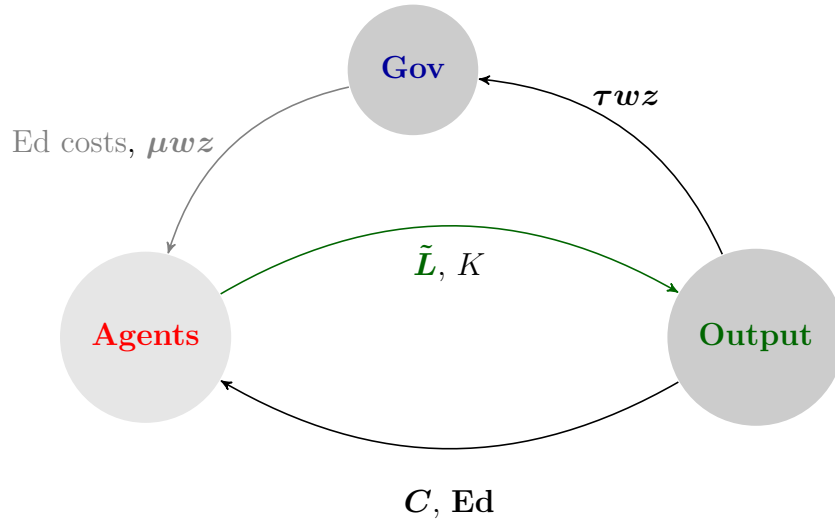 Gov
τwz
Ed costs, μwz
L̃, K
Agents
Output
C, Ed